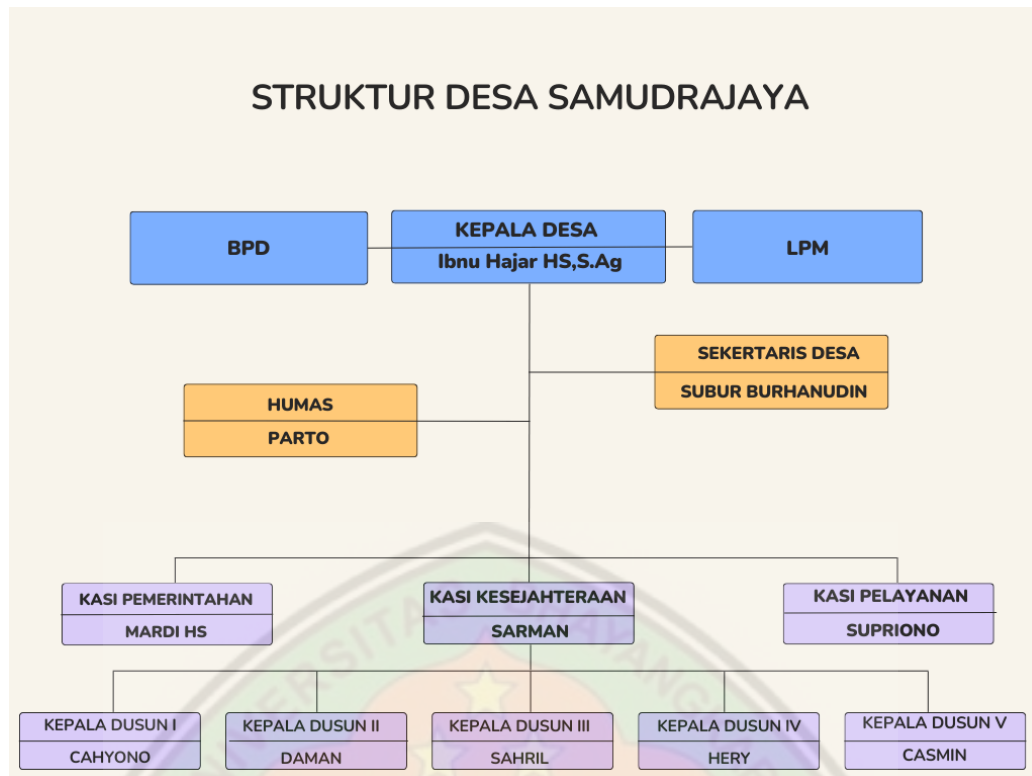 STRUKTUR DESA SAMUDRAJAYA
BPD
KEPALA DESA
Ibnu Hajar HS,S.Ag
LPM
SEKERTARIS DESA
SUBUR BURHANUDIN
HUMAS
PARTO
KASI PEMERINTAHAN
MARDI HS
KASI KESEJAHTERAAN
SARMAN
KASI PELAYANAN
SUPRIONO
KEPALA DUSUN I
CAHYONO
KEPALA DUSUN II
DAMAN
KEPALA DUSUN III
SAHRIL
KEPALA DUSUN IV
HERY
KEPALA DUSUN V
CASMIN
UNIVERSITAS BHAYANG